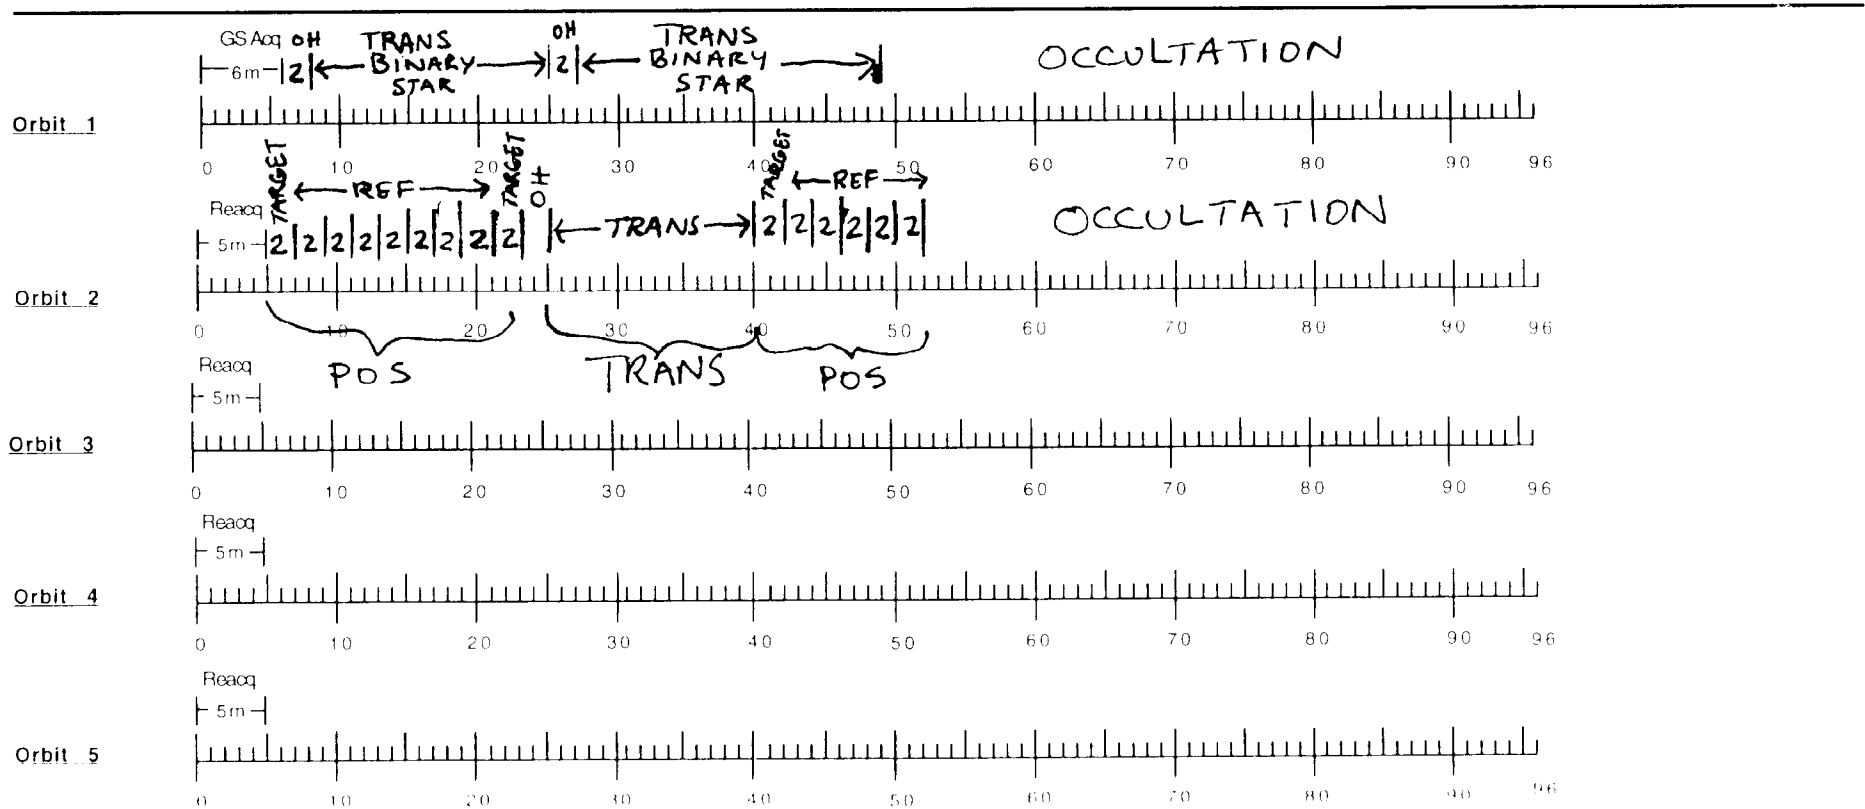 GS Acq OH TRANS BINARY STAR OH TRANS BINARY STAR OCCULTATION
6m 2 2
Orbit 1
0 10 20 30 40 50 60 70 80 90 96
TARGET REF TARGET OH TARGET REF
Reacq OCCULTATION
5m 2 2 2 2 2 2 2 2 2 TRANS 2 2 2 2 2 2
Orbit 2
0 10 20 30 40 50 60 70 80 90 96
POS TRANS POS
Reacq
5m
Orbit 3
0 10 20 30 40 50 60 70 80 90 96
Reacq
5m
Orbit 4
0 10 20 30 40 50 60 70 80 90 96
Reacq
5m
Orbit 5
0 10 20 30 40 50 60 70 80 90 96